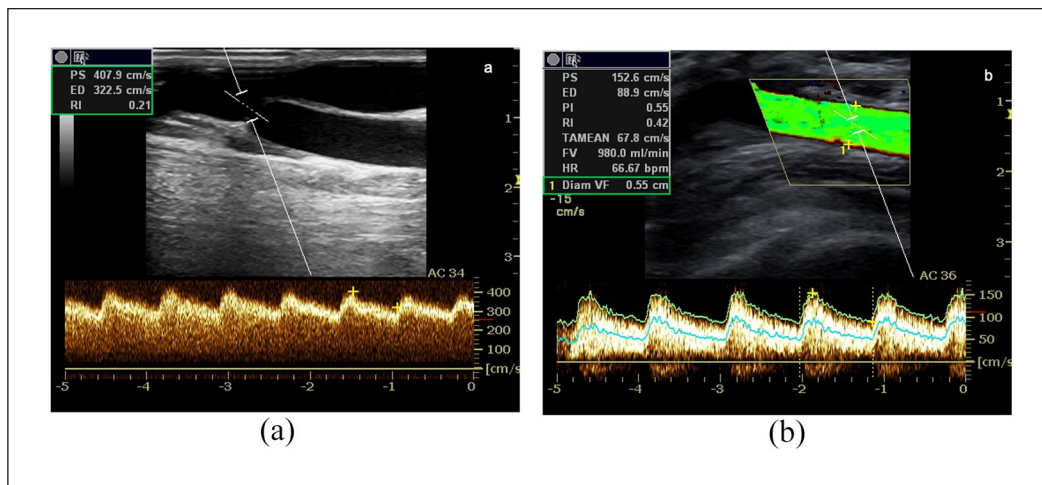 PS 407.9 cm/s
ED 322.5 cm/s
RI 0.21
a
1
2
3
AC 34
400
300
200
100
[cm/s
-5 -4 -3 -2 -1 0
(a)
PS 152.6 cm/s
ED 88.9 cm/s
PI 0.55
RI 0.42
TAMEAN 67.8 cm/s
FV 980.0 ml/min
HR 66.67 bpm
1 Diam VF 0.55 cm
-15
cm/s
b
1
1
2
3
AC 36
150
100
50
[cm/s
-5 -4 -3 -2 -1 0
(b)